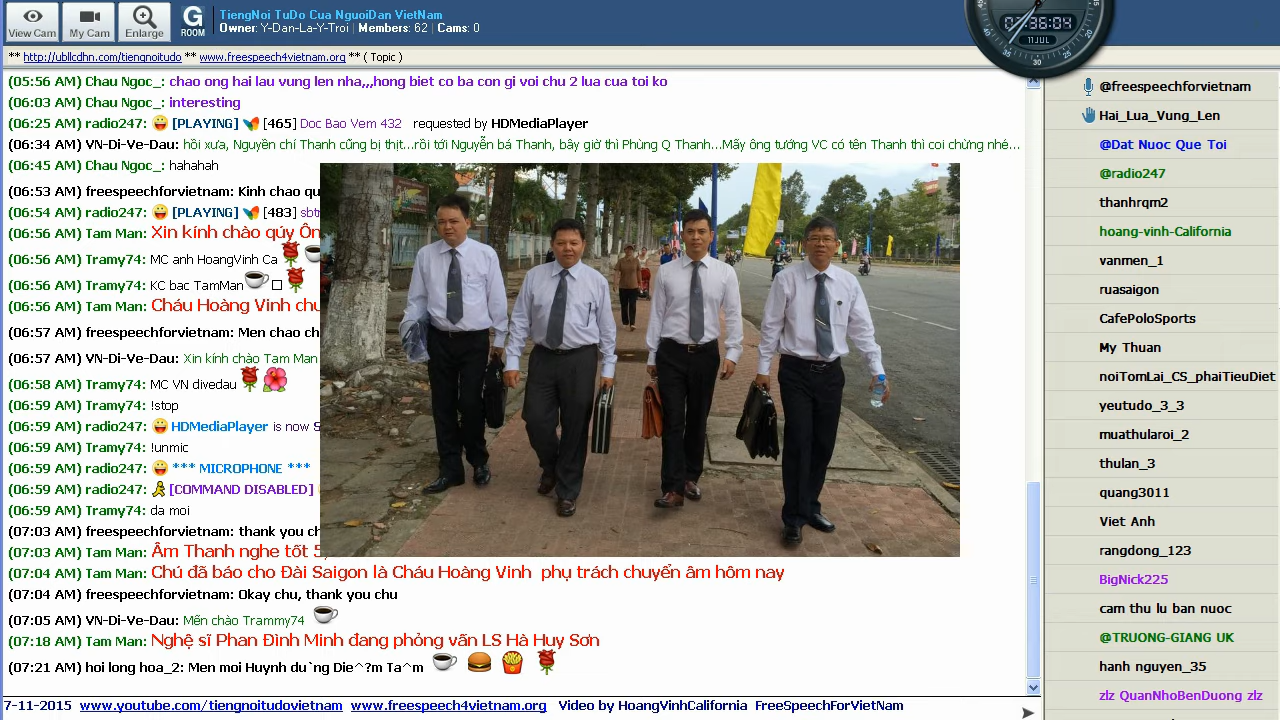 View Cam
My Cam
Enlarge
G
ROOM
TiengNoi TuDo Cua NguoiDan VietNam
Owner: Y-Dan-La-Y-Troi | Members: 62 | Cams: 0
07:36:04
11JUL
** http://ubllcdhn.com/tiengnoitudo ** www.freespeech4vietnam.org ** ( Topic )
(05:56 AM) Chau Ngoc_: chao ong hai lau vung len nha,,,hong biet co ba con gi voi chu 2 lua cua toi ko
(06:03 AM) Chau Ngoc_: interesting
(06:25 AM) radio247: [PLAYING] [465] Doc Bao Vem 432 requested by HDMediaPlayer
(06:34 AM) VN-Di-Ve-Dau: hồi xưa, Nguyên chí Thanh cũng bị thịt...rồi tới Nguyễn bá Thanh, bây giờ thì Phùng Q Thanh...Mấy ông tướng VC có tên Thanh thì coi chừng nhé...
(06:45 AM) Chau Ngoc_: hahahah
(06:53 AM) freespeechforvietnam: Kinh chao qu
(06:54 AM) radio247: [PLAYING] [483] sbtn
(06:56 AM) Tam Man: Xin kính chào qúy Ôn
(06:56 AM) Tramy74: MC anh HoangVinh Ca
(06:56 AM) Tramy74: KC bac TamMan
(06:56 AM) Tam Man: Cháu Hoàng Vinh chu
(06:57 AM) freespeechforvietnam: Men chao ch
(06:57 AM) VN-Di-Ve-Dau: Xin kính chào Tam Man
(06:58 AM) Tramy74: MC VN divedau
(06:59 AM) Tramy74: !stop
(06:59 AM) radio247: HDMediaPlayer is now S
(06:59 AM) Tramy74: !unmic
(06:59 AM) radio247: *** MICROPHONE ***
(06:59 AM) radio247: [COMMAND DISABLED]
(06:59 AM) Tramy74: da moi
(07:03 AM) freespeechforvietnam: thank you ch
(07:03 AM) Tam Man: Âm Thanh nghe tốt 5,
(07:04 AM) Tam Man: Chú đã báo cho Đài Saigon là Cháu Hoàng Vinh phụ trách chuyển âm hôm nay
(07:04 AM) freespeechforvietnam: Okay chu, thank you chu
(07:05 AM) VN-Di-Ve-Dau: Mến chào Trammy74
(07:18 AM) Tam Man: Nghệ sĩ Phan Đình Minh đang phỏng vấn LS Hà Huy Sơn
(07:21 AM) hoi long hoa_2: Men moi Huynh du`ng Die^?m Ta^m
@freespeechforvietnam
Hai_Lua_Vung_Len
@Dat Nuoc Que Toi
@radio247
thanhrqm2
hoang-vinh-California
vanmen_1
ruasaigon
CafePoloSports
My Thuan
noiTomLai_CS_phaiTieuDiet
yeutudo_3_3
muathularoi_2
thulan_3
quang3011
Viet Anh
rangdong_123
BigNick225
cam thu lu ban nuoc
@TRUONG-GIANG UK
hanh nguyen_35
zlz QuanNhoBenDuong zlz
7-11-2015 www.youtube.com/tiengnoitudovietnam www.freespeech4vietnam.org Video by HoangVinhCalifornia FreeSpeechForVietNam